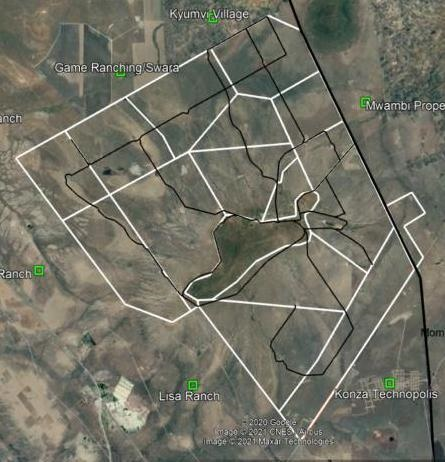 Kyumvi Village
Game Ranching/Swara
anch
Mwambi Prope
Ranch
Mom
Lisa Ranch
Konza Technopolis
© 2020 Google
Image © 2021 CNES / Airbus
Image © 2021 Maxar Technologies